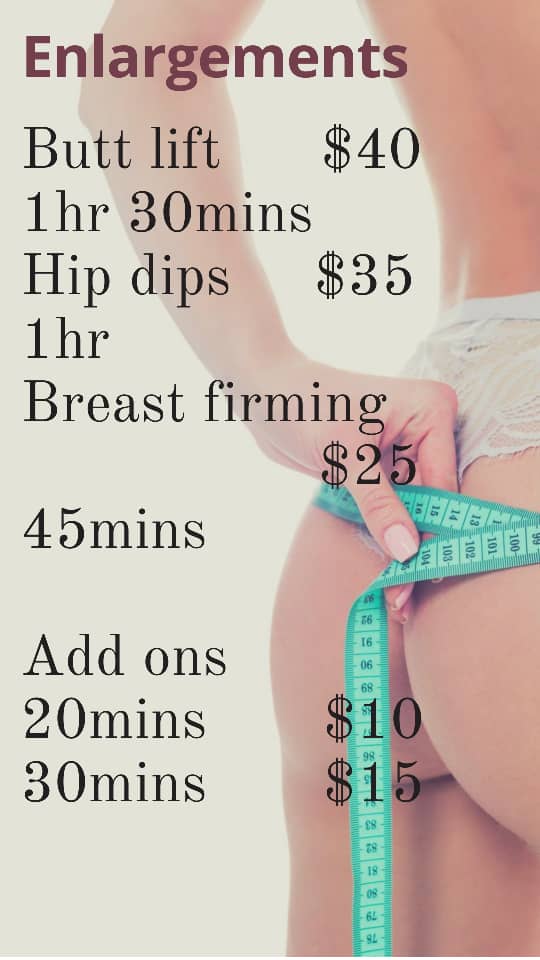 Enlargements
Butt lift $40
1hr 30mins
Hip dips $35
1hr
Breast firming
$25
45mins
Add ons
20mins $10
30mins $15